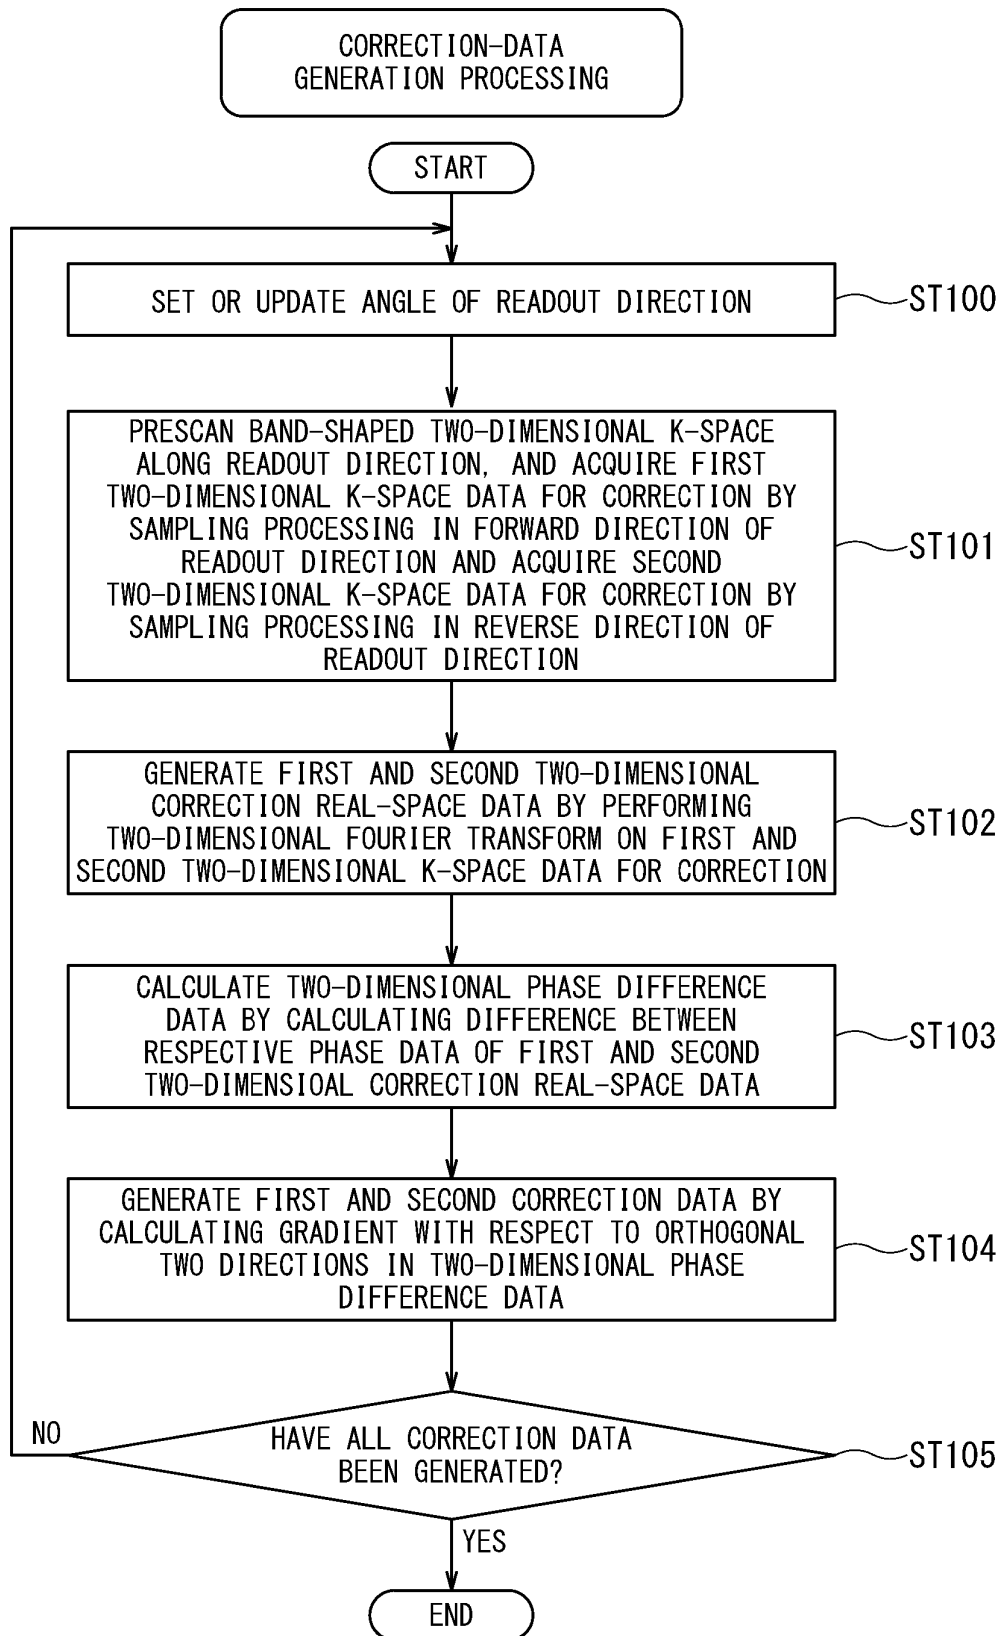 CORRECTION-DATA
GENERATION PROCESSING
START
SET OR UPDATE ANGLE OF READOUT DIRECTION
ST100
PRESCAN BAND-SHAPED TWO-DIMENSIONAL K-SPACE
ALONG READOUT DIRECTION, AND ACQUIRE FIRST
TWO-DIMENSIONAL K-SPACE DATA FOR CORRECTION BY
SAMPLING PROCESSING IN FORWARD DIRECTION OF
READOUT DIRECTION AND ACQUIRE SECOND
TWO-DIMENSIONAL K-SPACE DATA FOR CORRECTION BY
SAMPLING PROCESSING IN REVERSE DIRECTION OF
READOUT DIRECTION
ST101
GENERATE FIRST AND SECOND TWO-DIMENSIONAL
CORRECTION REAL-SPACE DATA BY PERFORMING
TWO-DIMENSIONAL FOURIER TRANSFORM ON FIRST AND
SECOND TWO-DIMENSIONAL K-SPACE DATA FOR CORRECTION
ST102
CALCULATE TWO-DIMENSIONAL PHASE DIFFERENCE
DATA BY CALCULATING DIFFERENCE BETWEEN
RESPECTIVE PHASE DATA OF FIRST AND SECOND
TWO-DIMENSIOAL CORRECTION REAL-SPACE DATA
ST103
GENERATE FIRST AND SECOND CORRECTION DATA BY
CALCULATING GRADIENT WITH RESPECT TO ORTHOGONAL
TWO DIRECTIONS IN TWO-DIMENSIONAL PHASE
DIFFERENCE DATA
ST104
NO
HAVE ALL CORRECTION DATA
BEEN GENERATED?
ST105
YES
END